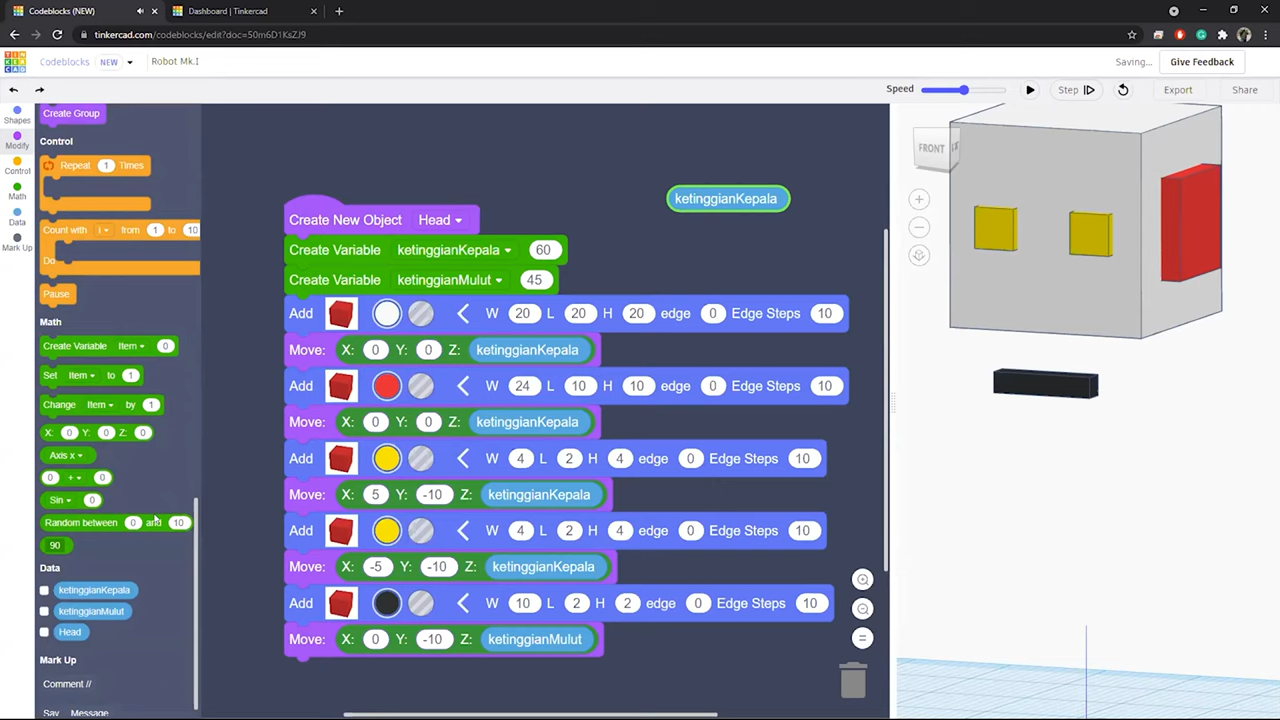 Codeblocks (NEW)
Dashboard | Tinkercad
tinkercad.com/codeblocks/edit?doc=50m6D1KsZJ9
TIN
KER
CAD
Codeblocks NEW
Robot Mk.I
Saving...
Give Feedback
Speed
Step
Export
Share
Shapes
Modify
Control
Math
Data
Mark Up
Create Group
Control
Repeat 1 Times
Count with i from 1 to 10
Do
Pause
Math
Create Variable Item 0
Set Item to 1
Change Item by 1
X: 0 Y: 0 Z: 0
Axis x
0 + 0
Sin 0
Random between 0 and 10
90
Data
ketinggianKepala
ketinggianMulut
Head
Mark Up
Comment //
Say Message
ketinggianKepala
Create New Object Head
Create Variable ketinggianKepala 60
Create Variable ketinggianMulut 45
Add W 20 L 20 H 20 edge 0 Edge Steps 10
Move: X: 0 Y: 0 Z: ketinggianKepala
Add W 24 L 10 H 10 edge 0 Edge Steps 10
Move: X: 0 Y: 0 Z: ketinggianKepala
Add W 4 L 2 H 4 edge 0 Edge Steps 10
Move: X: 5 Y: -10 Z: ketinggianKepala
Add W 4 L 2 H 4 edge 0 Edge Steps 10
Move: X: -5 Y: -10 Z: ketinggianKepala
Add W 10 L 2 H 2 edge 0 Edge Steps 10
Move: X: 0 Y: -10 Z: ketinggianMulut
FRONT